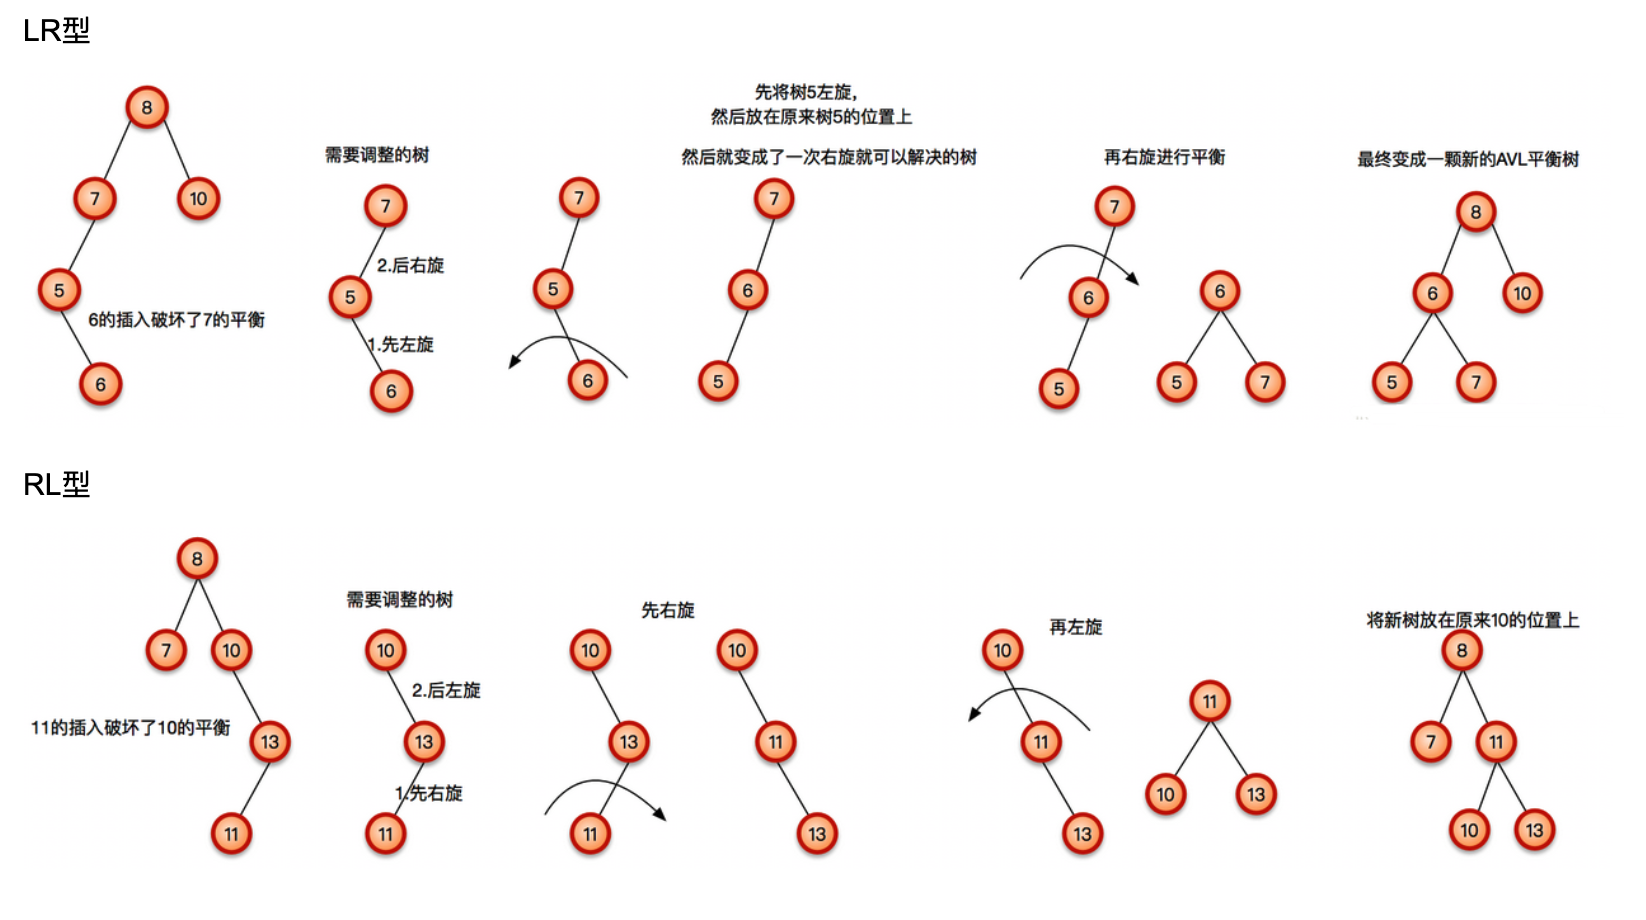 LR型
8
7
10
5
6的插入破坏了7的平衡
6
需要调整的树
7
2.后右旋
5
1.先左旋
6
7
5
6
先将树5左旋，
然后放在原来树5的位置上
然后就变成了一次右旋就可以解决的树
7
6
5
再右旋进行平衡
7
6
5
6
5
7
最终变成一颗新的AVL平衡树
8
6
10
5
7
RL型
8
7
10
11的插入破坏了10的平衡
13
11
需要调整的树
10
2.后左旋
13
1.先右旋
11
先右旋
10
13
11
10
11
13
再左旋
10
11
13
11
10
13
将新树放在原来10的位置上
8
7
11
10
13